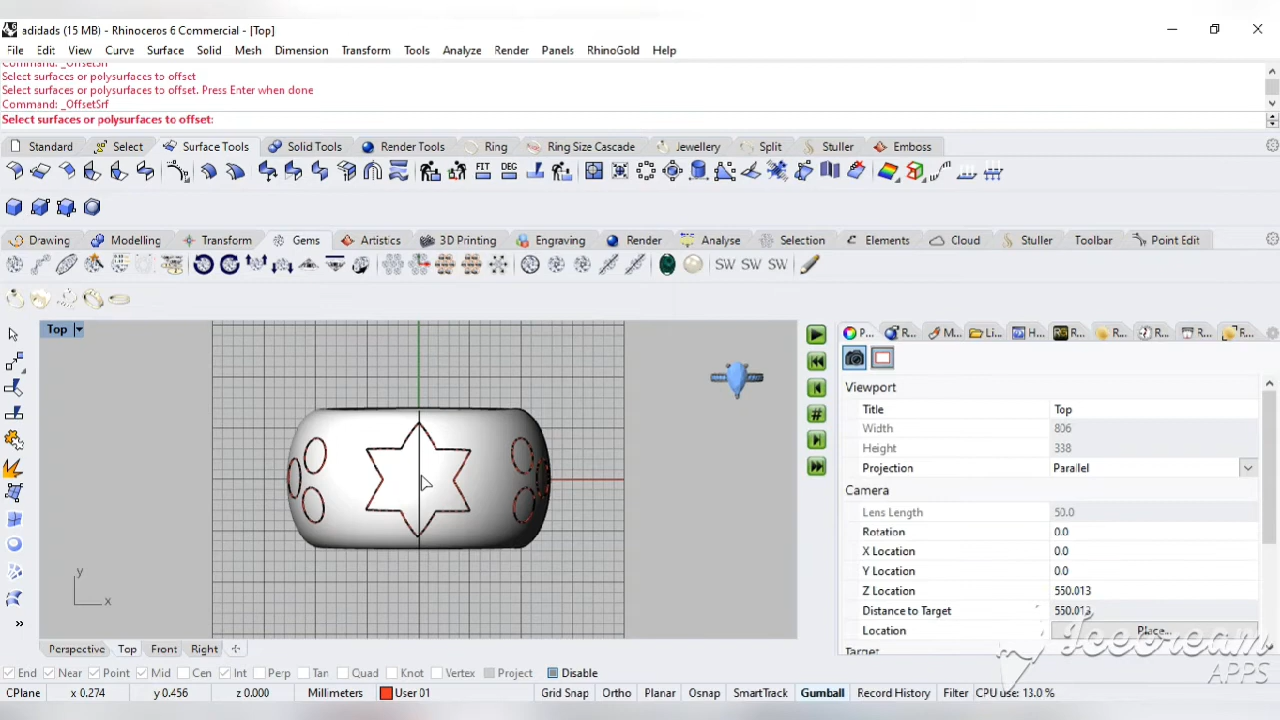 adidads (15 MB) - Rhinoceros 6 Commercial - [Top]
File Edit View Curve Surface Solid Mesh Dimension Transform Tools Analyze Render Panels RhinoGold Help
Command: _OffsetSrf
Select surfaces or polysurfaces to offset
Select surfaces or polysurfaces to offset. Press Enter when done
Command: _OffsetSrf
Select surfaces or polysurfaces to offset:
Standard Select Surface Tools Solid Tools Render Tools Ring Ring Size Cascade Jewellery Split Stuller Emboss
FIT DEG
Drawing Modelling Transform Gems Artistics 3D Printing Engraving Render Analyse Selection Elements Cloud Stuller Toolbar Point Edit
SW SW SW
Top
P... R... M... Li... H... R... R... R... R... F...
Viewport
Title Top
Width 806
Height 338
Projection Parallel
Camera
Lens Length 50.0
Rotation 0.0
X Location 0.0
Y Location 0.0
Z Location 550.013
Distance to Target 550.013
Location Place...
Target
y
x
Icecream
APPS
Perspective Top Front Right
End Near Point Mid Cen Int Perp Tan Quad Knot Vertex Project Disable
CPlane x 0.274 y 0.456 z 0.000 Millimeters User 01 Grid Snap Ortho Planar Osnap SmartTrack Gumball Record History Filter CPU use: 13.0 %